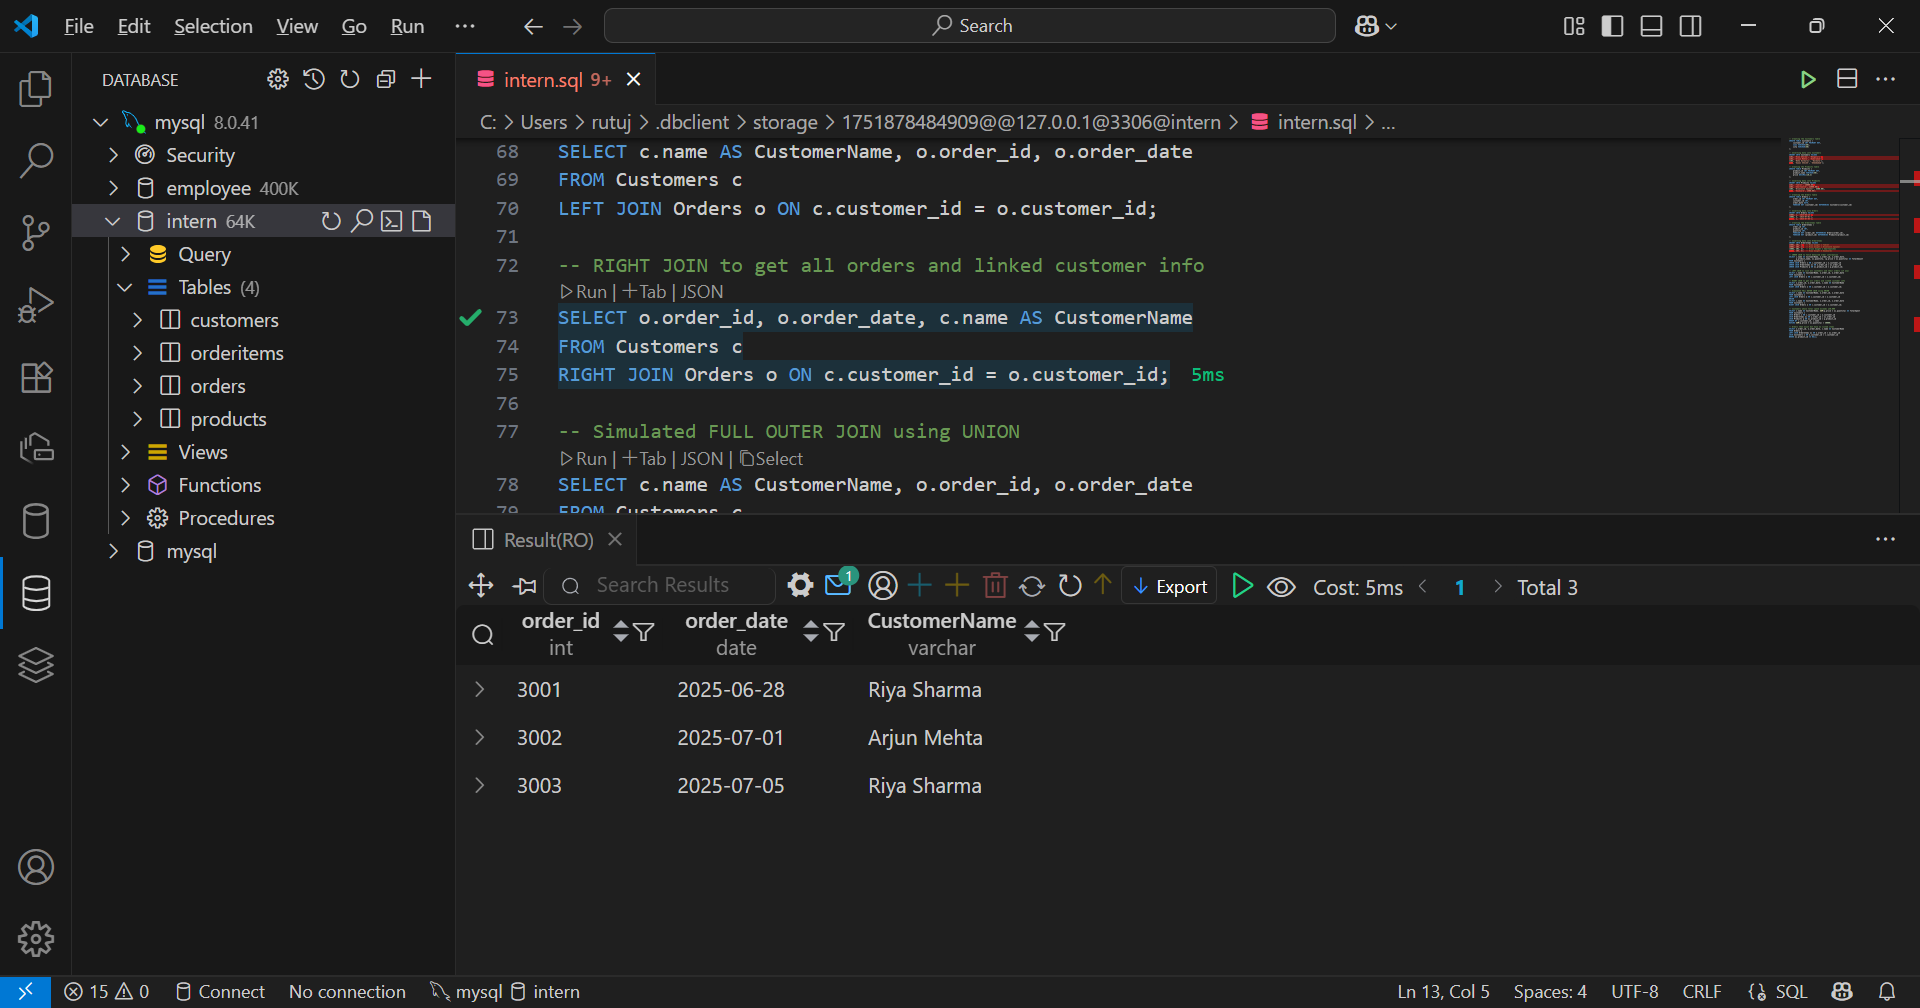 File Edit Selection View Go Run ··· Search
DATABASE
mysql 8.0.41
Security
employee 400K
intern 64K
Query
Tables (4)
customers
orderitems
orders
products
Views
Functions
Procedures
mysql
intern.sql 9+
C: > Users > rutuj > .dbclient > storage > 1751878484909@@127.0.0.1@3306@intern > intern.sql > ...
68 SELECT c.name AS CustomerName, o.order_id, o.order_date
69 FROM Customers c
70 LEFT JOIN Orders o ON c.customer_id = o.customer_id;
71
72 -- RIGHT JOIN to get all orders and linked customer info
Run | +Tab | JSON
73 SELECT o.order_id, o.order_date, c.name AS CustomerName
74 FROM Customers c
75 RIGHT JOIN Orders o ON c.customer_id = o.customer_id; 5ms
76
77 -- Simulated FULL OUTER JOIN using UNION
Run | +Tab | JSON | Select
78 SELECT c.name AS CustomerName, o.order_id, o.order_date
79 FROM Customers c
Result(RO)
Search Results 1 Export Cost: 5ms < 1 > Total 3
order_id order_date CustomerName
int date varchar
3001 2025-06-28 Riya Sharma
3002 2025-07-01 Arjun Mehta
3003 2025-07-05 Riya Sharma
15 0 Connect No connection mysql intern Ln 13, Col 5 Spaces: 4 UTF-8 CRLF SQL